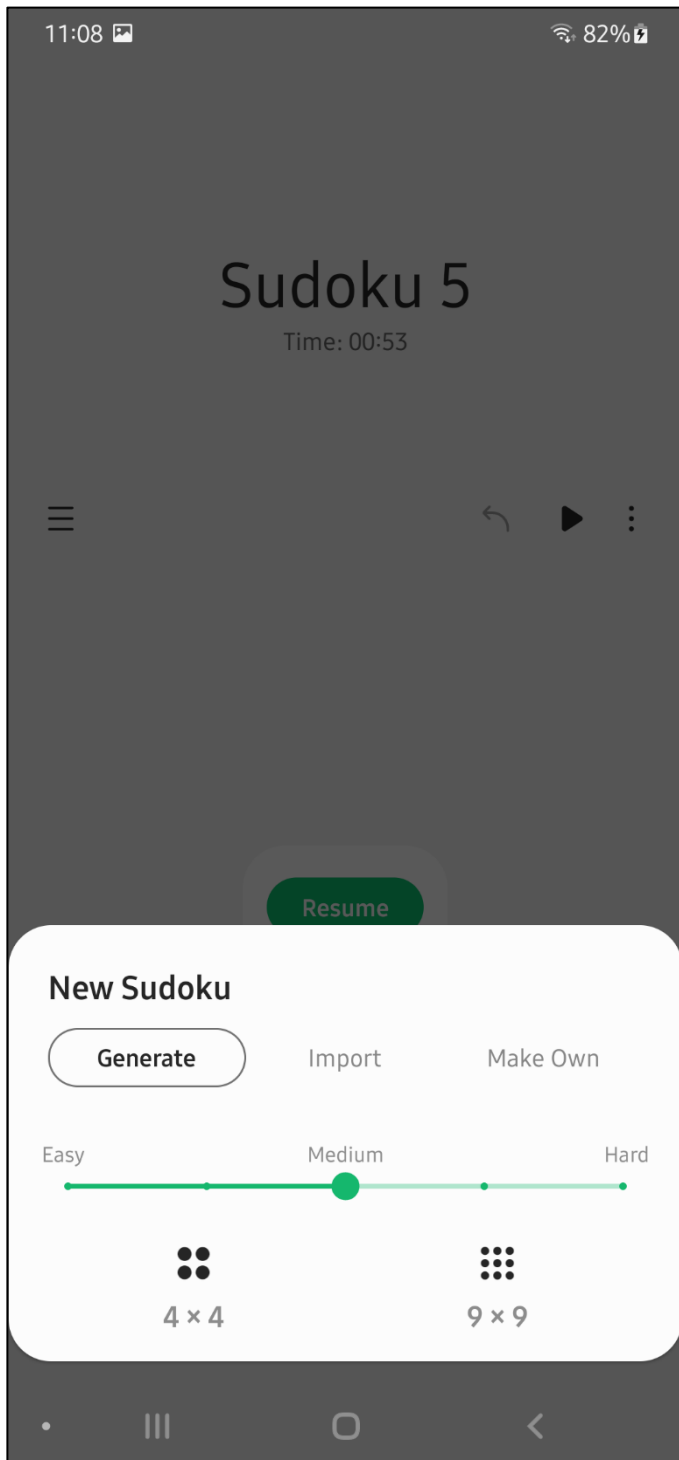 11:08 82%
Sudoku 5
Time: 00:53
Resume
New Sudoku
Generate Import Make Own
Easy Medium Hard
4 × 4 9 × 9